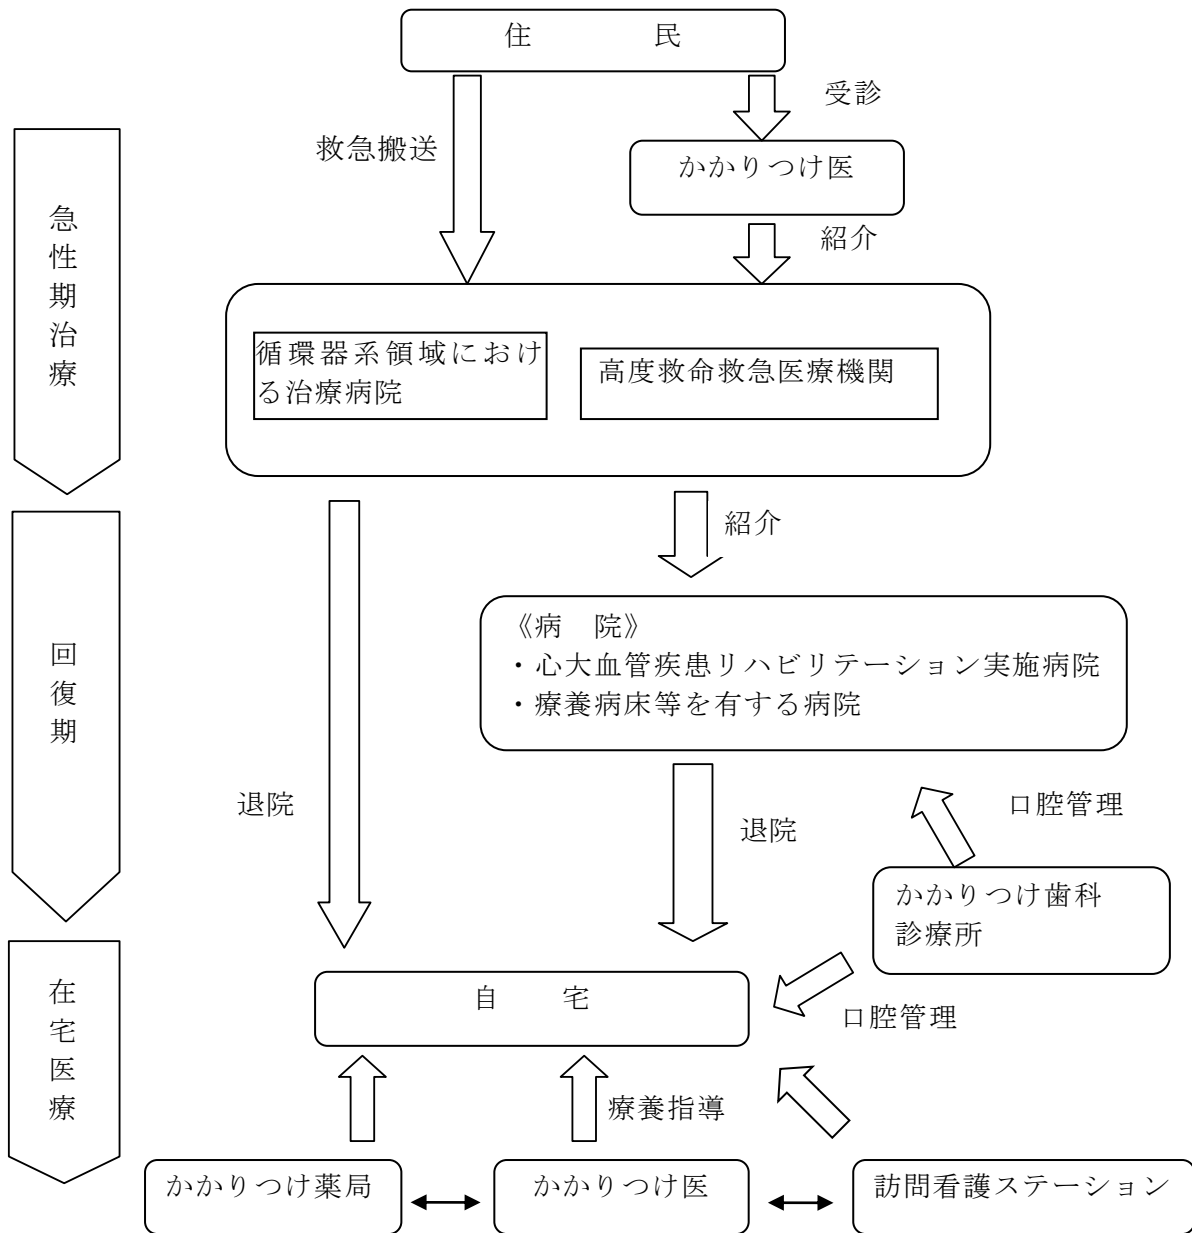 住　　　民
受診
救急搬送
かかりつけ医
紹介
急性期治療
循環器系領域におけ
る治療病院
高度救命救急医療機関
紹介
《病　院》
・心大血管疾患リハビリテーション実施病院
・療養病床等を有する病院
回復期
退院
退院
口腔管理
かかりつけ歯科
診療所
口腔管理
自　　宅
在宅医療
療養指導
かかりつけ薬局
かかりつけ医
訪問看護ステーション